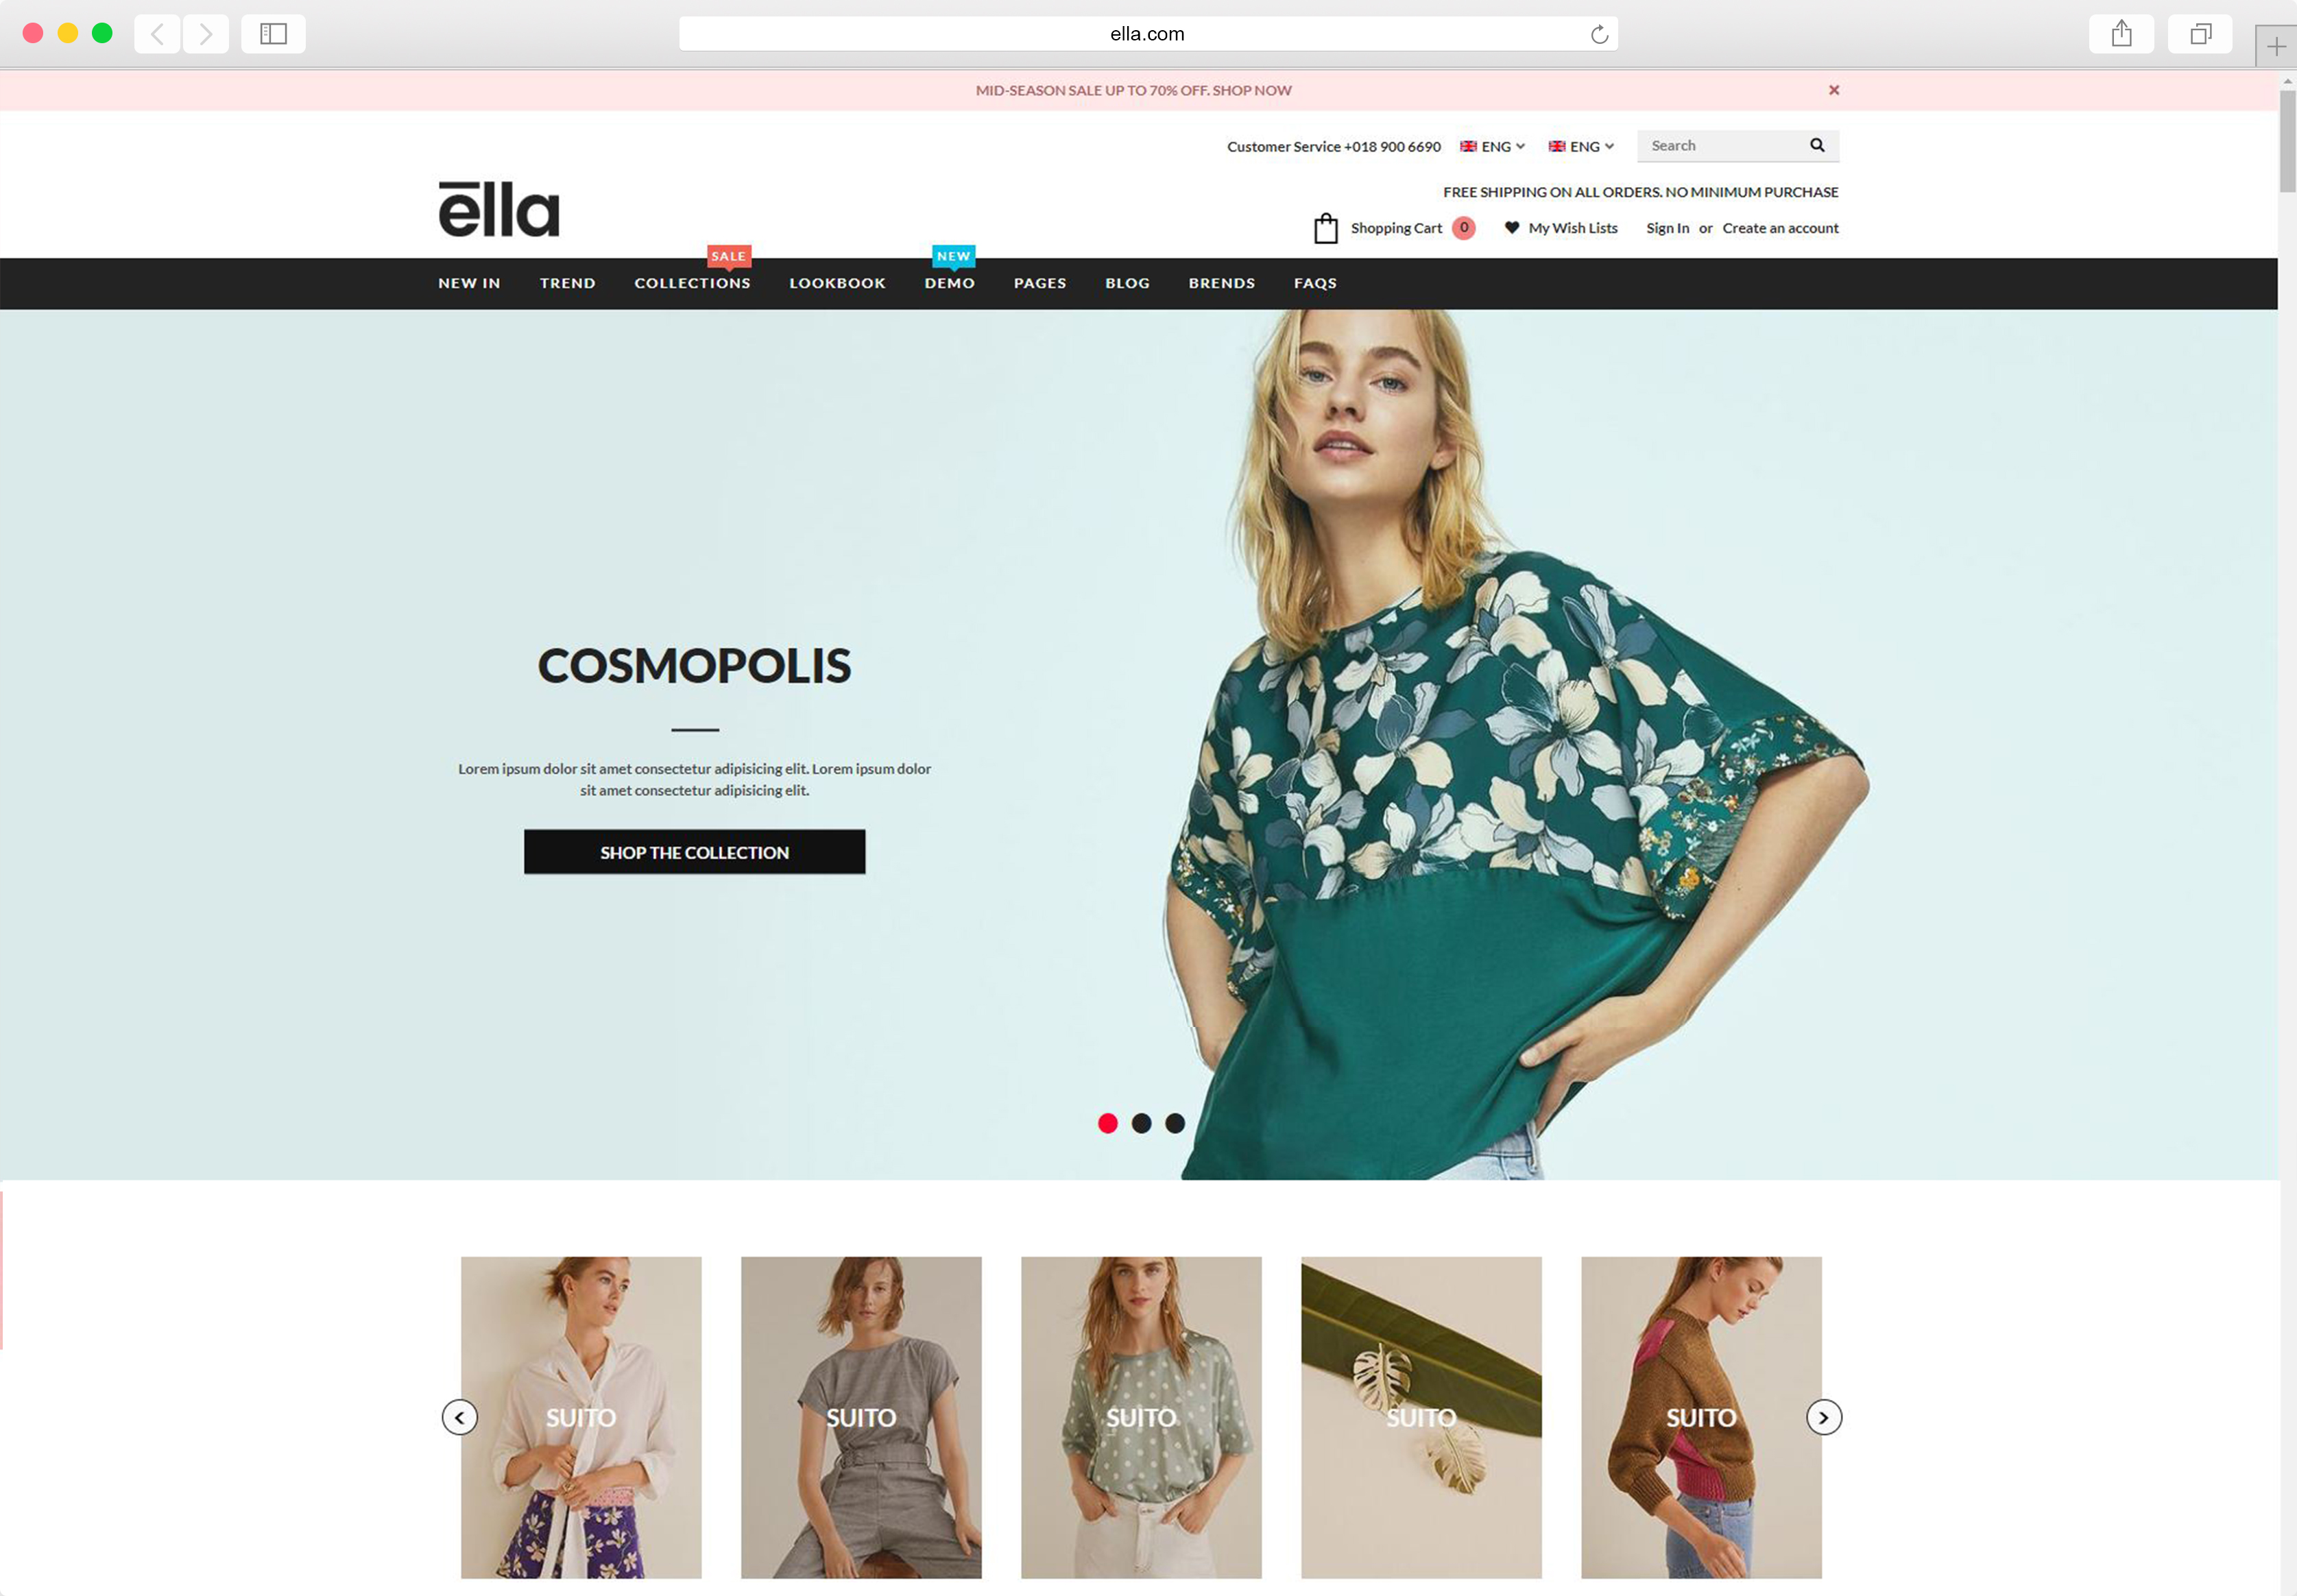 ella.com
MID-SEASON SALE UP TO 70% OFF. SHOP NOW
Customer Service +018 900 6690 ENG ENG Search
FREE SHIPPING ON ALL ORDERS. NO MINIMUM PURCHASE
ella
Shopping Cart 0 My Wish Lists Sign In or Create an account
SALE NEW
NEW IN TREND COLLECTIONS LOOKBOOK DEMO PAGES BLOG BRENDS FAQS
COSMOPOLIS
Lorem ipsum dolor sit amet consectetur adipisicing elit. Lorem ipsum dolor
sit amet consectetur adipisicing elit.
SHOP THE COLLECTION
SUITO SUITO SUITO SUITO SUITO